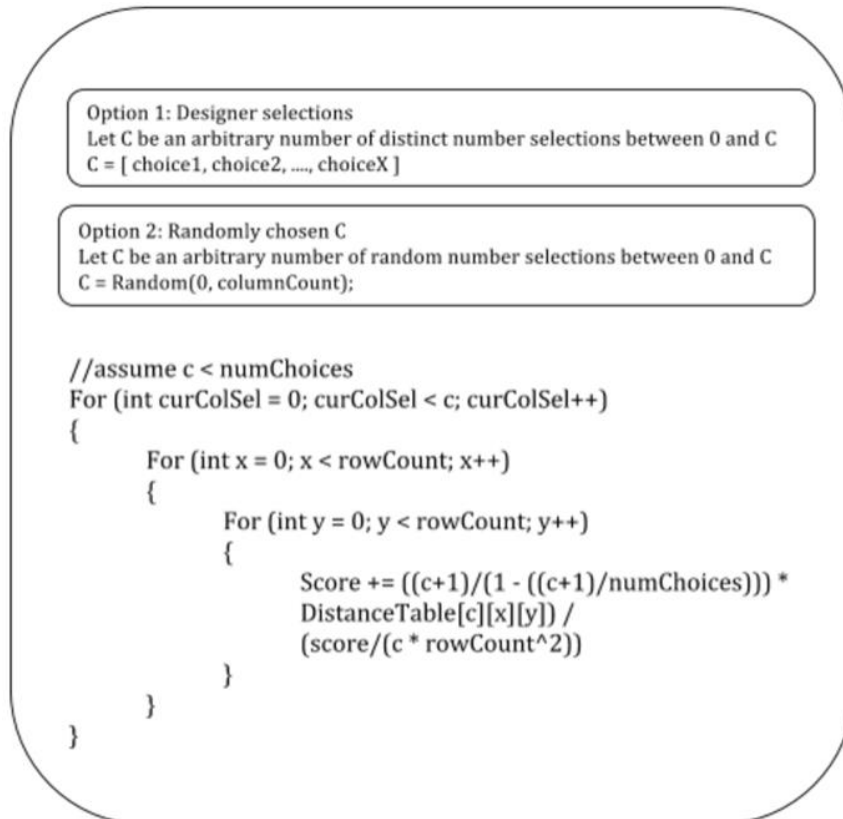 Option 1: Designer selections
Let C be an arbitrary number of distinct number selections between 0 and C
C = [ choice1, choice2, ...., choiceX ]
Option 2: Randomly chosen C
Let C be an arbitrary number of random number selections between 0 and C
C = Random(0, columnCount);
//assume c < numChoices
For (int curColSel = 0; curColSel < c; curColSel++)
{
For (int x = 0; x < rowCount; x++)
{
For (int y = 0; y < rowCount; y++)
{
Score += ((c+1)/(1 - ((c+1)/numChoices))) *
DistanceTable[c][x][y]) /
(score/(c * rowCount^2))
}
}
}